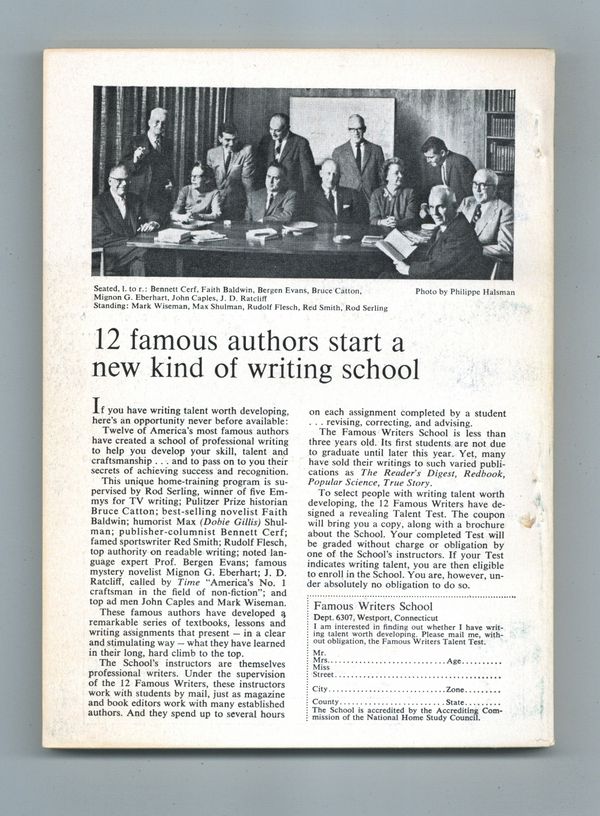 Seated, l. to r.: Bennett Cerf, Faith Baldwin, Bergen Evans, Bruce Catton,
Mignon G. Eberhart, John Caples, J. D. Ratcliff
Standing: Mark Wiseman, Max Shulman, Rudolf Flesch, Red Smith, Rod Serling
Photo by Philippe Halsman
12 famous authors start a
new kind of writing school
If you have writing talent worth developing,
here's an opportunity never before available:
Twelve of America's most famous authors
have created a school of professional writing
to help you develop your skill, talent and
craftsmanship . . . and to pass on to you their
secrets of achieving success and recognition.
This unique home-training program is su-
pervised by Rod Serling, winner of five Em-
mys for TV writing; Pulitzer Prize historian
Bruce Catton; best-selling novelist Faith
Baldwin; humorist Max (Dobie Gillis) Shul-
man; publisher-columnist Bennett Cerf;
famed sportswriter Red Smith; Rudolf Flesch,
top authority on readable writing; noted lan-
guage expert Prof. Bergen Evans; famous
mystery novelist Mignon G. Eberhart; J. D.
Ratcliff, called by Time "America's No. 1
craftsman in the field of non-fiction"; and
top ad men John Caples and Mark Wiseman.
These famous authors have developed a
remarkable series of textbooks, lessons and
writing assignments that present — in a clear
and stimulating way — what they have learned
in their long, hard climb to the top.
The School's instructors are themselves
professional writers. Under the supervision
of the 12 Famous Writers, these instructors
work with students by mail, just as magazine
and book editors work with many established
authors. And they spend up to several hours
on each assignment completed by a student
. . . revising, correcting, and advising.
The Famous Writers School is less than
three years old. Its first students are not due
to graduate until later this year. Yet, many
have sold their writings to such varied publi-
cations as The Reader's Digest, Redbook,
Popular Science, True Story.
To select people with writing talent worth
developing, the 12 Famous Writers have de-
signed a revealing Talent Test. The coupon
will bring you a copy, along with a brochure
about the School. Your completed Test will
be graded without charge or obligation by
one of the School's instructors. If your Test
indicates writing talent, you are then eligible
to enroll in the School. You are, however, un-
der absolutely no obligation to do so.
Famous Writers School
Dept. 6307, Westport, Connecticut
I am interested in finding out whether I have writ-
ing talent worth developing. Please mail me, with-
out obligation, the Famous Writers Talent Test.
Mr.
Mrs. Age
Miss
Street
City Zone
County State
The School is accredited by the Accrediting Com-
mission of the National Home Study Council.